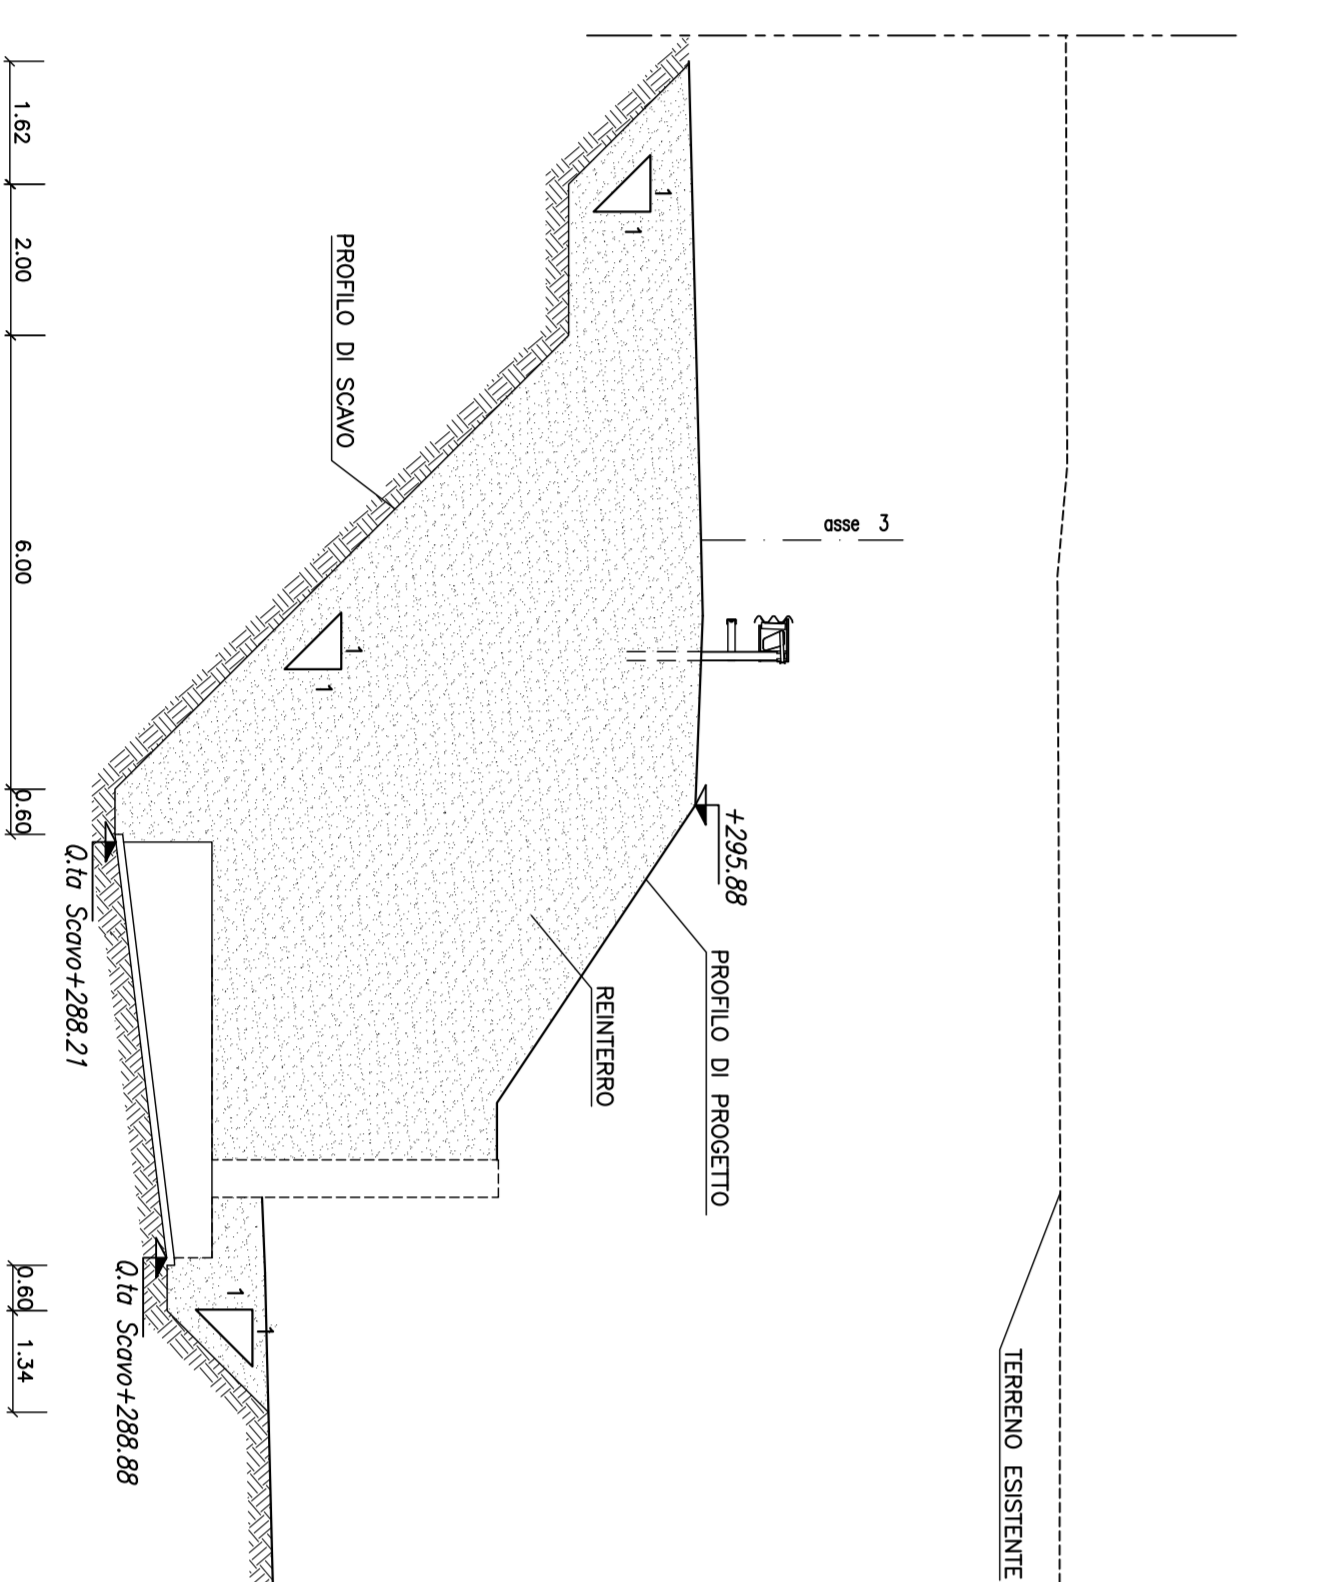 TERRENO ESISTENTE
asse 3
+295.88
PROFILO DI PROGETTO
REINTERRO
PROFILO DI SCAVO
1
1
1
1
1
1
Q.ta Scavo+288.88
Q.ta Scavo+288.21
1.62
2.00
6.00
0.60
0.60
1.34